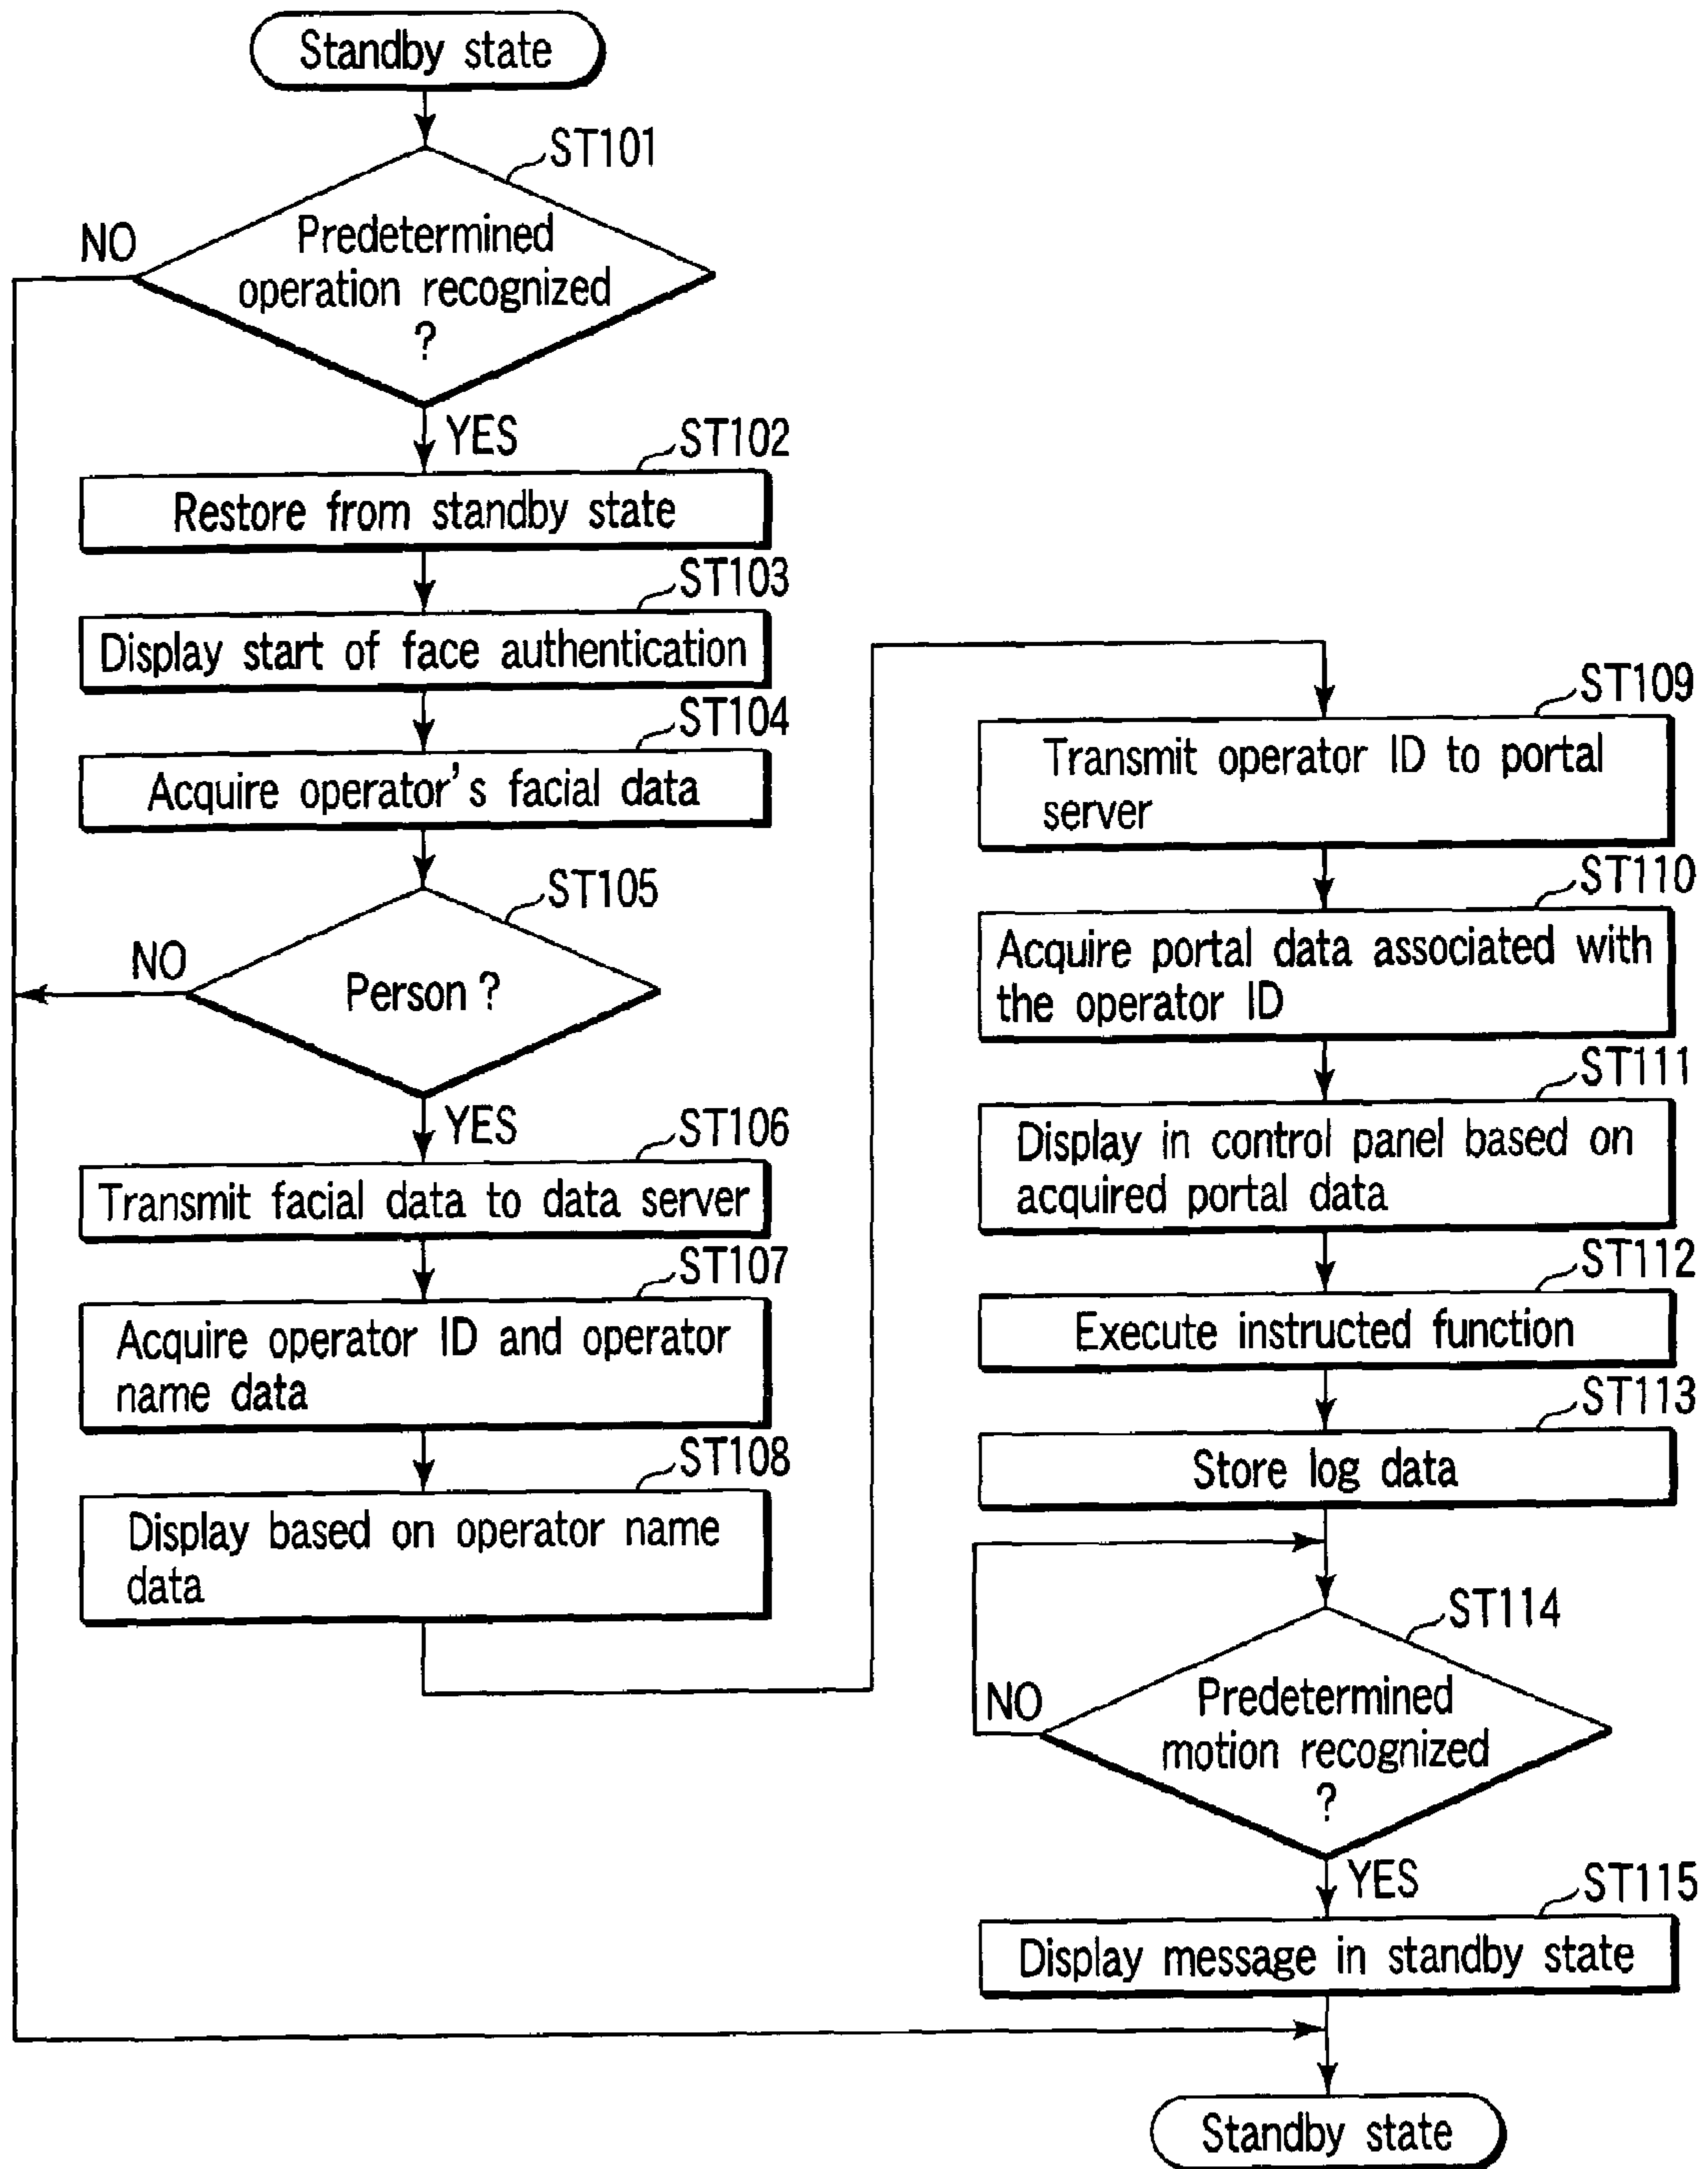 Standby state
ST101
NO
Predetermined
operation recognized
?
YES
ST102
Restore from standby state
ST103
Display start of face authentication
ST104
Acquire operator's facial data
ST105
NO
Person ?
YES
ST106
Transmit facial data to data server
ST107
Acquire operator ID and operator
name data
ST108
Display based on operator name
data
ST109
Transmit operator ID to portal
server
ST110
Acquire portal data associated with
the operator ID
ST111
Display in control panel based on
acquired portal data
ST112
Execute instructed function
ST113
Store log data
ST114
NO
Predetermined
motion recognized
?
YES
ST115
Display message in standby state
Standby state